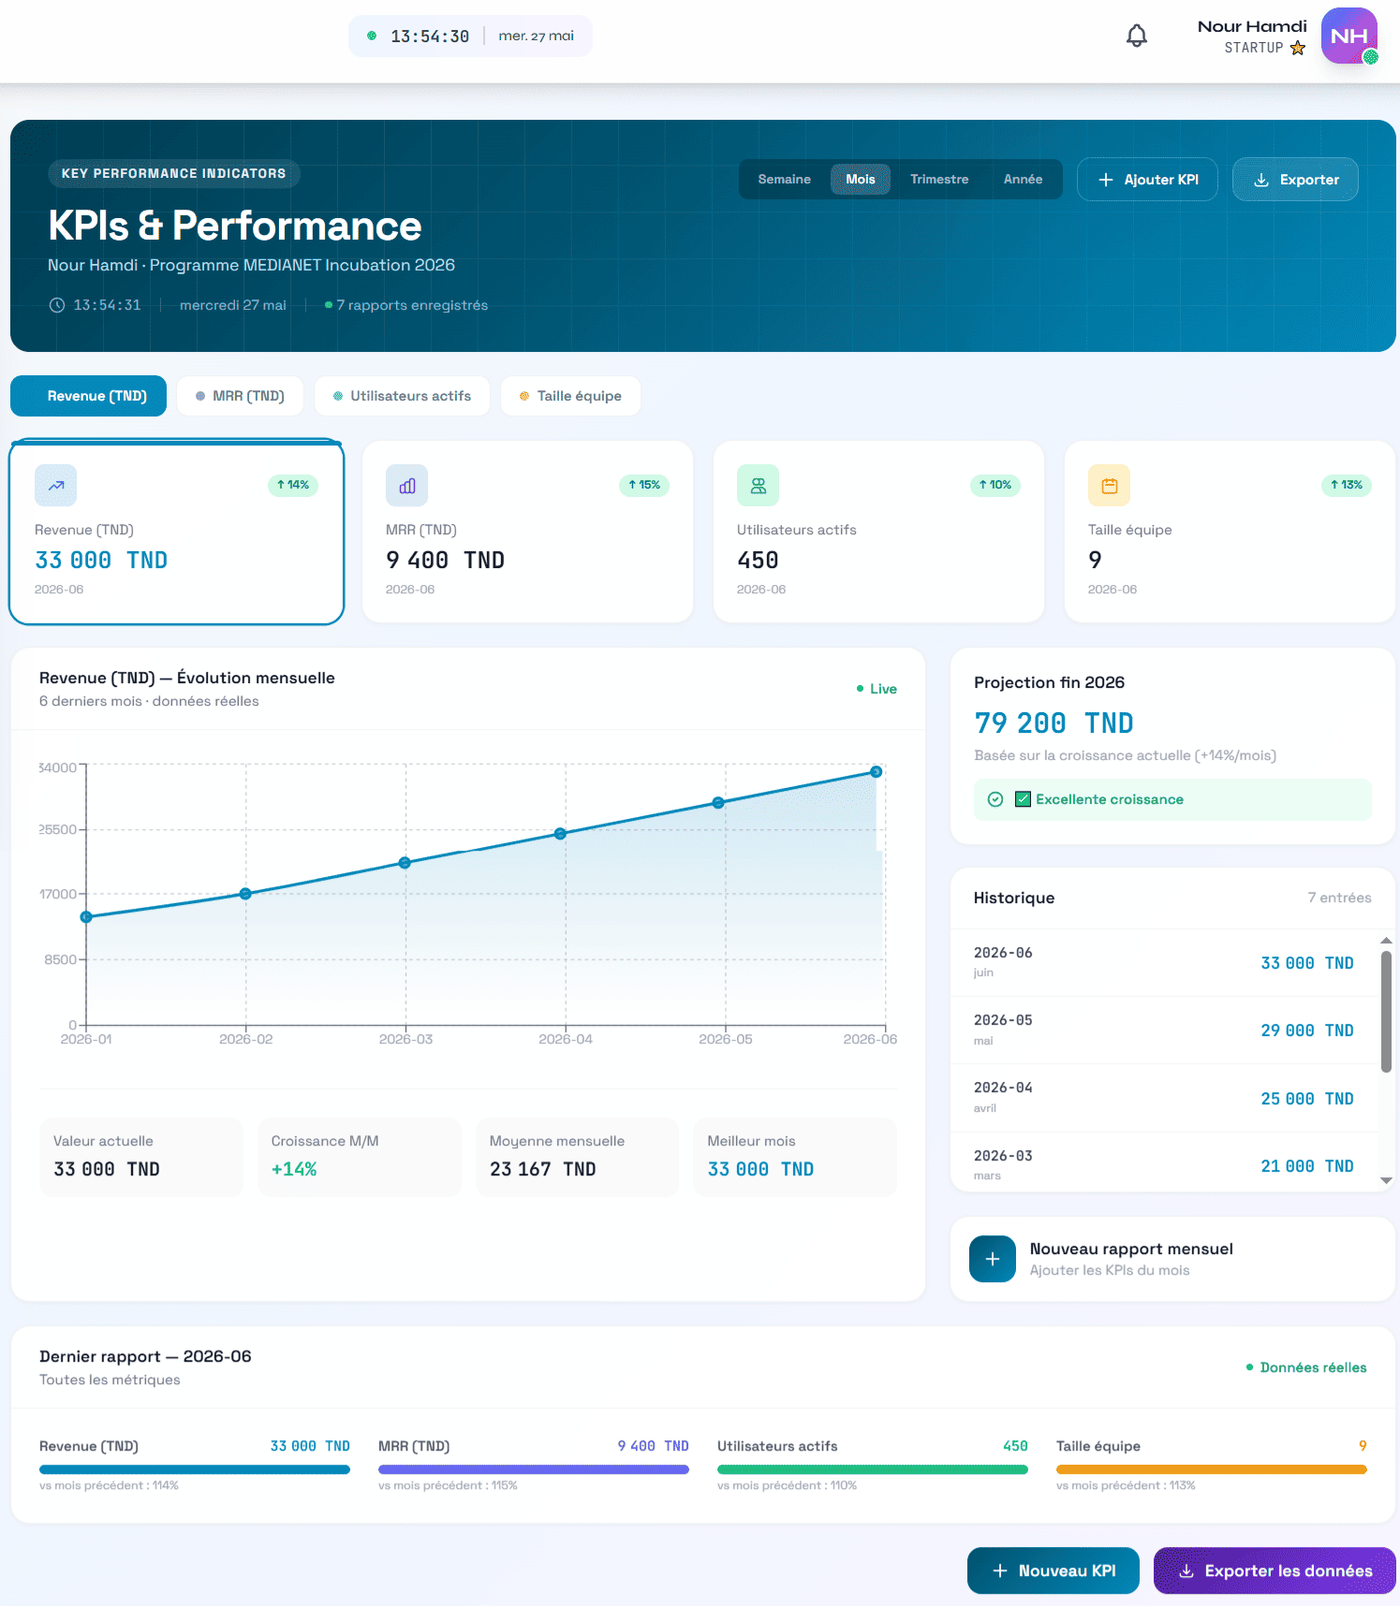 13:54:30 mer. 27 mai
Nour Hamdi
STARTUP ⭐
NH
KEY PERFORMANCE INDICATORS
Semaine Mois Trimestre Année
Ajouter KPI
Exporter
KPIs & Performance
Nour Hamdi · Programme MEDIANET Incubation 2026
13:54:31 mercredi 27 mai 7 rapports enregistrés
Revenue (TND) MRR (TND) Utilisateurs actifs Taille équipe
↑ 14%
Revenue (TND)
33 000 TND
2026-06
↑ 15%
MRR (TND)
9 400 TND
2026-06
↑ 10%
Utilisateurs actifs
450
2026-06
↑ 13%
Taille équipe
9
2026-06
Revenue (TND) — Évolution mensuelle
6 derniers mois · données réelles
Live
34000
25500
17000
8500
0
2026-01 2026-02 2026-03 2026-04 2026-05 2026-06
Valeur actuelle
33 000 TND
Croissance M/M
+14%
Moyenne mensuelle
23 167 TND
Meilleur mois
33 000 TND
Projection fin 2026
79 200 TND
Basée sur la croissance actuelle (+14%/mois)
✅ Excellente croissance
Historique 7 entrées
2026-06
juin
33 000 TND
2026-05
mai
29 000 TND
2026-04
avril
25 000 TND
2026-03
mars
21 000 TND
Nouveau rapport mensuel
Ajouter les KPIs du mois
Dernier rapport — 2026-06
Toutes les métriques
Données réelles
Revenue (TND) 33 000 TND
vs mois précédent : 114%
MRR (TND) 9 400 TND
vs mois précédent : 115%
Utilisateurs actifs 450
vs mois précédent : 110%
Taille équipe 9
vs mois précédent : 113%
Nouveau KPI
Exporter les données